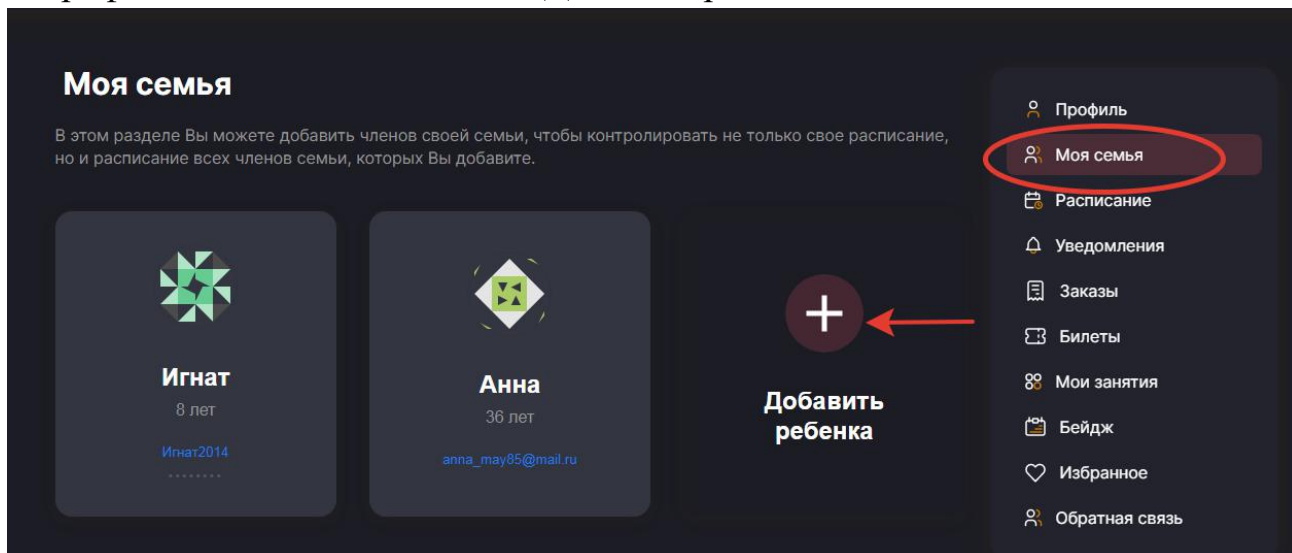 Моя семья
В этом разделе Вы можете добавить членов своей семьи, чтобы контролировать не только свое расписание,
но и расписание всех членов семьи, которых Вы добавите.
Игнат
8 лет
Игнат2014
••••••••
Анна
36 лет
anna_may85@mail.ru
Добавить
ребенка
Профиль
Моя семья
Расписание
Уведомления
Заказы
Билеты
Мои занятия
Бейдж
Избранное
Обратная связь